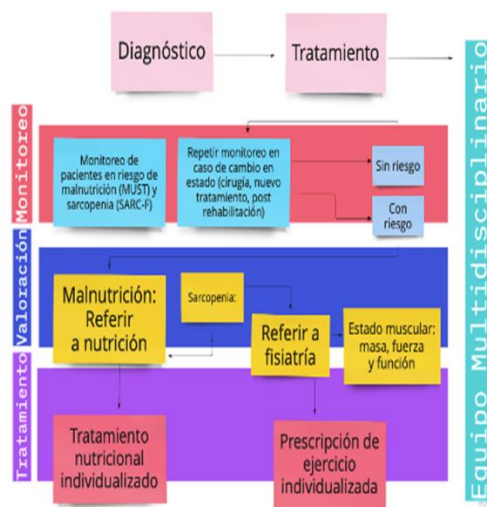 Diagnóstico
Tratamiento
Equipo Multidisciplinario
Monitoreo
Monitoreo de
pacientes en riesgo de
malnutrición (MUST) y
sarcopenia (SARC-F)
Repetir monitoreo en
caso de cambio en
estado (cirugía, nuevo
tratamiento, post
rehabilitación)
Sin riesgo
Con
riesgo
Valoración
Malnutrición:
Referir
a nutrición
Sarcopenia:
Referir a
fisiatría
Estado muscular:
masa, fuerza
y función
Tratamiento
Tratamiento
nutricional
individualizado
Prescripción de
ejercicio
individualizada